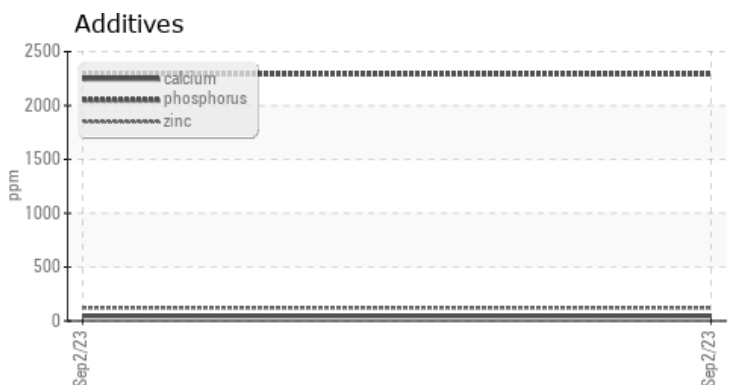 Additives
2500
2000
1500
1000
500
0
ppm
calcium
phosphorus
zinc
Sep2/23
Sep2/23